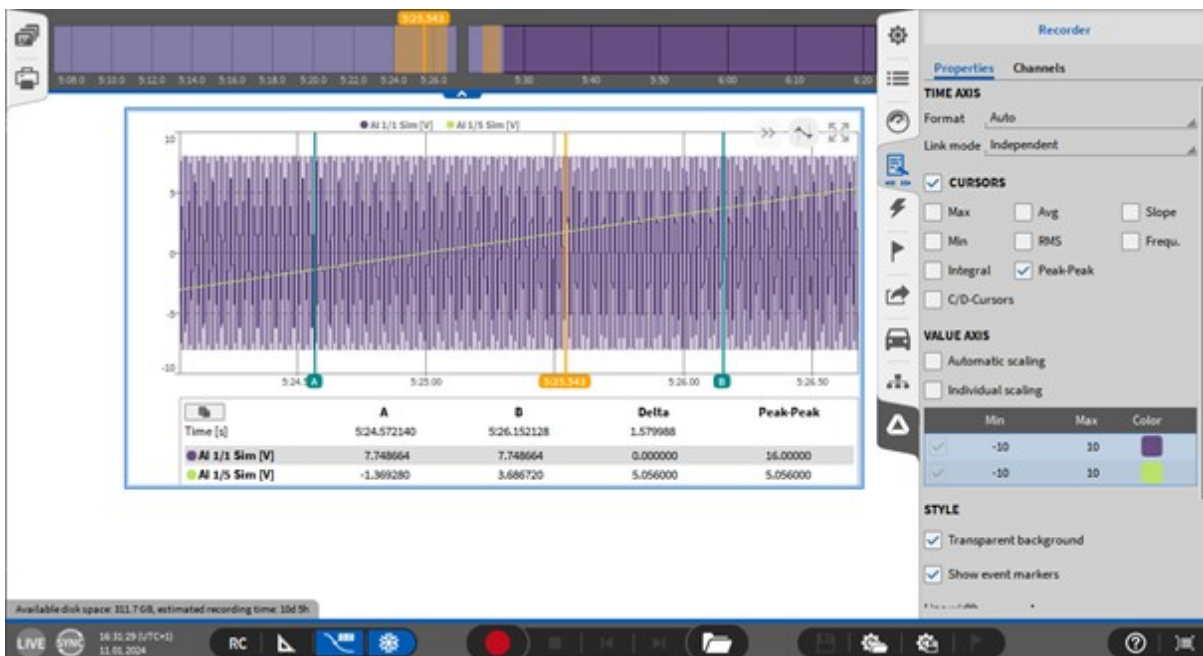 5:25.543
5:08.0 5:10.0 5:12.0 5:14.0 5:16.0 5:18.0 5:20.0 5:22.0 5:24.0 5:26.0 5:30 5:40 5:50 6:00 6:10 6:20
Recorder
Properties Channels
TIME AXIS
Format Auto
Link mode Independent
CURSORS
Max Avg Slope
Min RMS Frequ.
Integral Peak-Peak
C/D-Cursors
VALUE AXIS
Automatic scaling
Individual scaling
Min Max Color
-10 10
-10 10
STYLE
Transparent background
Show event markers
AI 1/1 Sim [V] AI 1/5 Sim [V]
10
5
0
-5
-10
A 5:25.00 5:25.543 5:26.00 B 5:26.50
A B Delta Peak-Peak
Time [s] 5:24.572140 5:26.152128 1.579988
AI 1/1 Sim [V] 7.748664 7.748664 0.000000 16.00000
AI 1/5 Sim [V] -1.369280 3.686720 5.056000 5.056000
Available disk space: 311.7 GB, estimated recording time: 10d 5h
LIVE SYNC 16:31:29 (UTC+1)
11.01.2024
RC